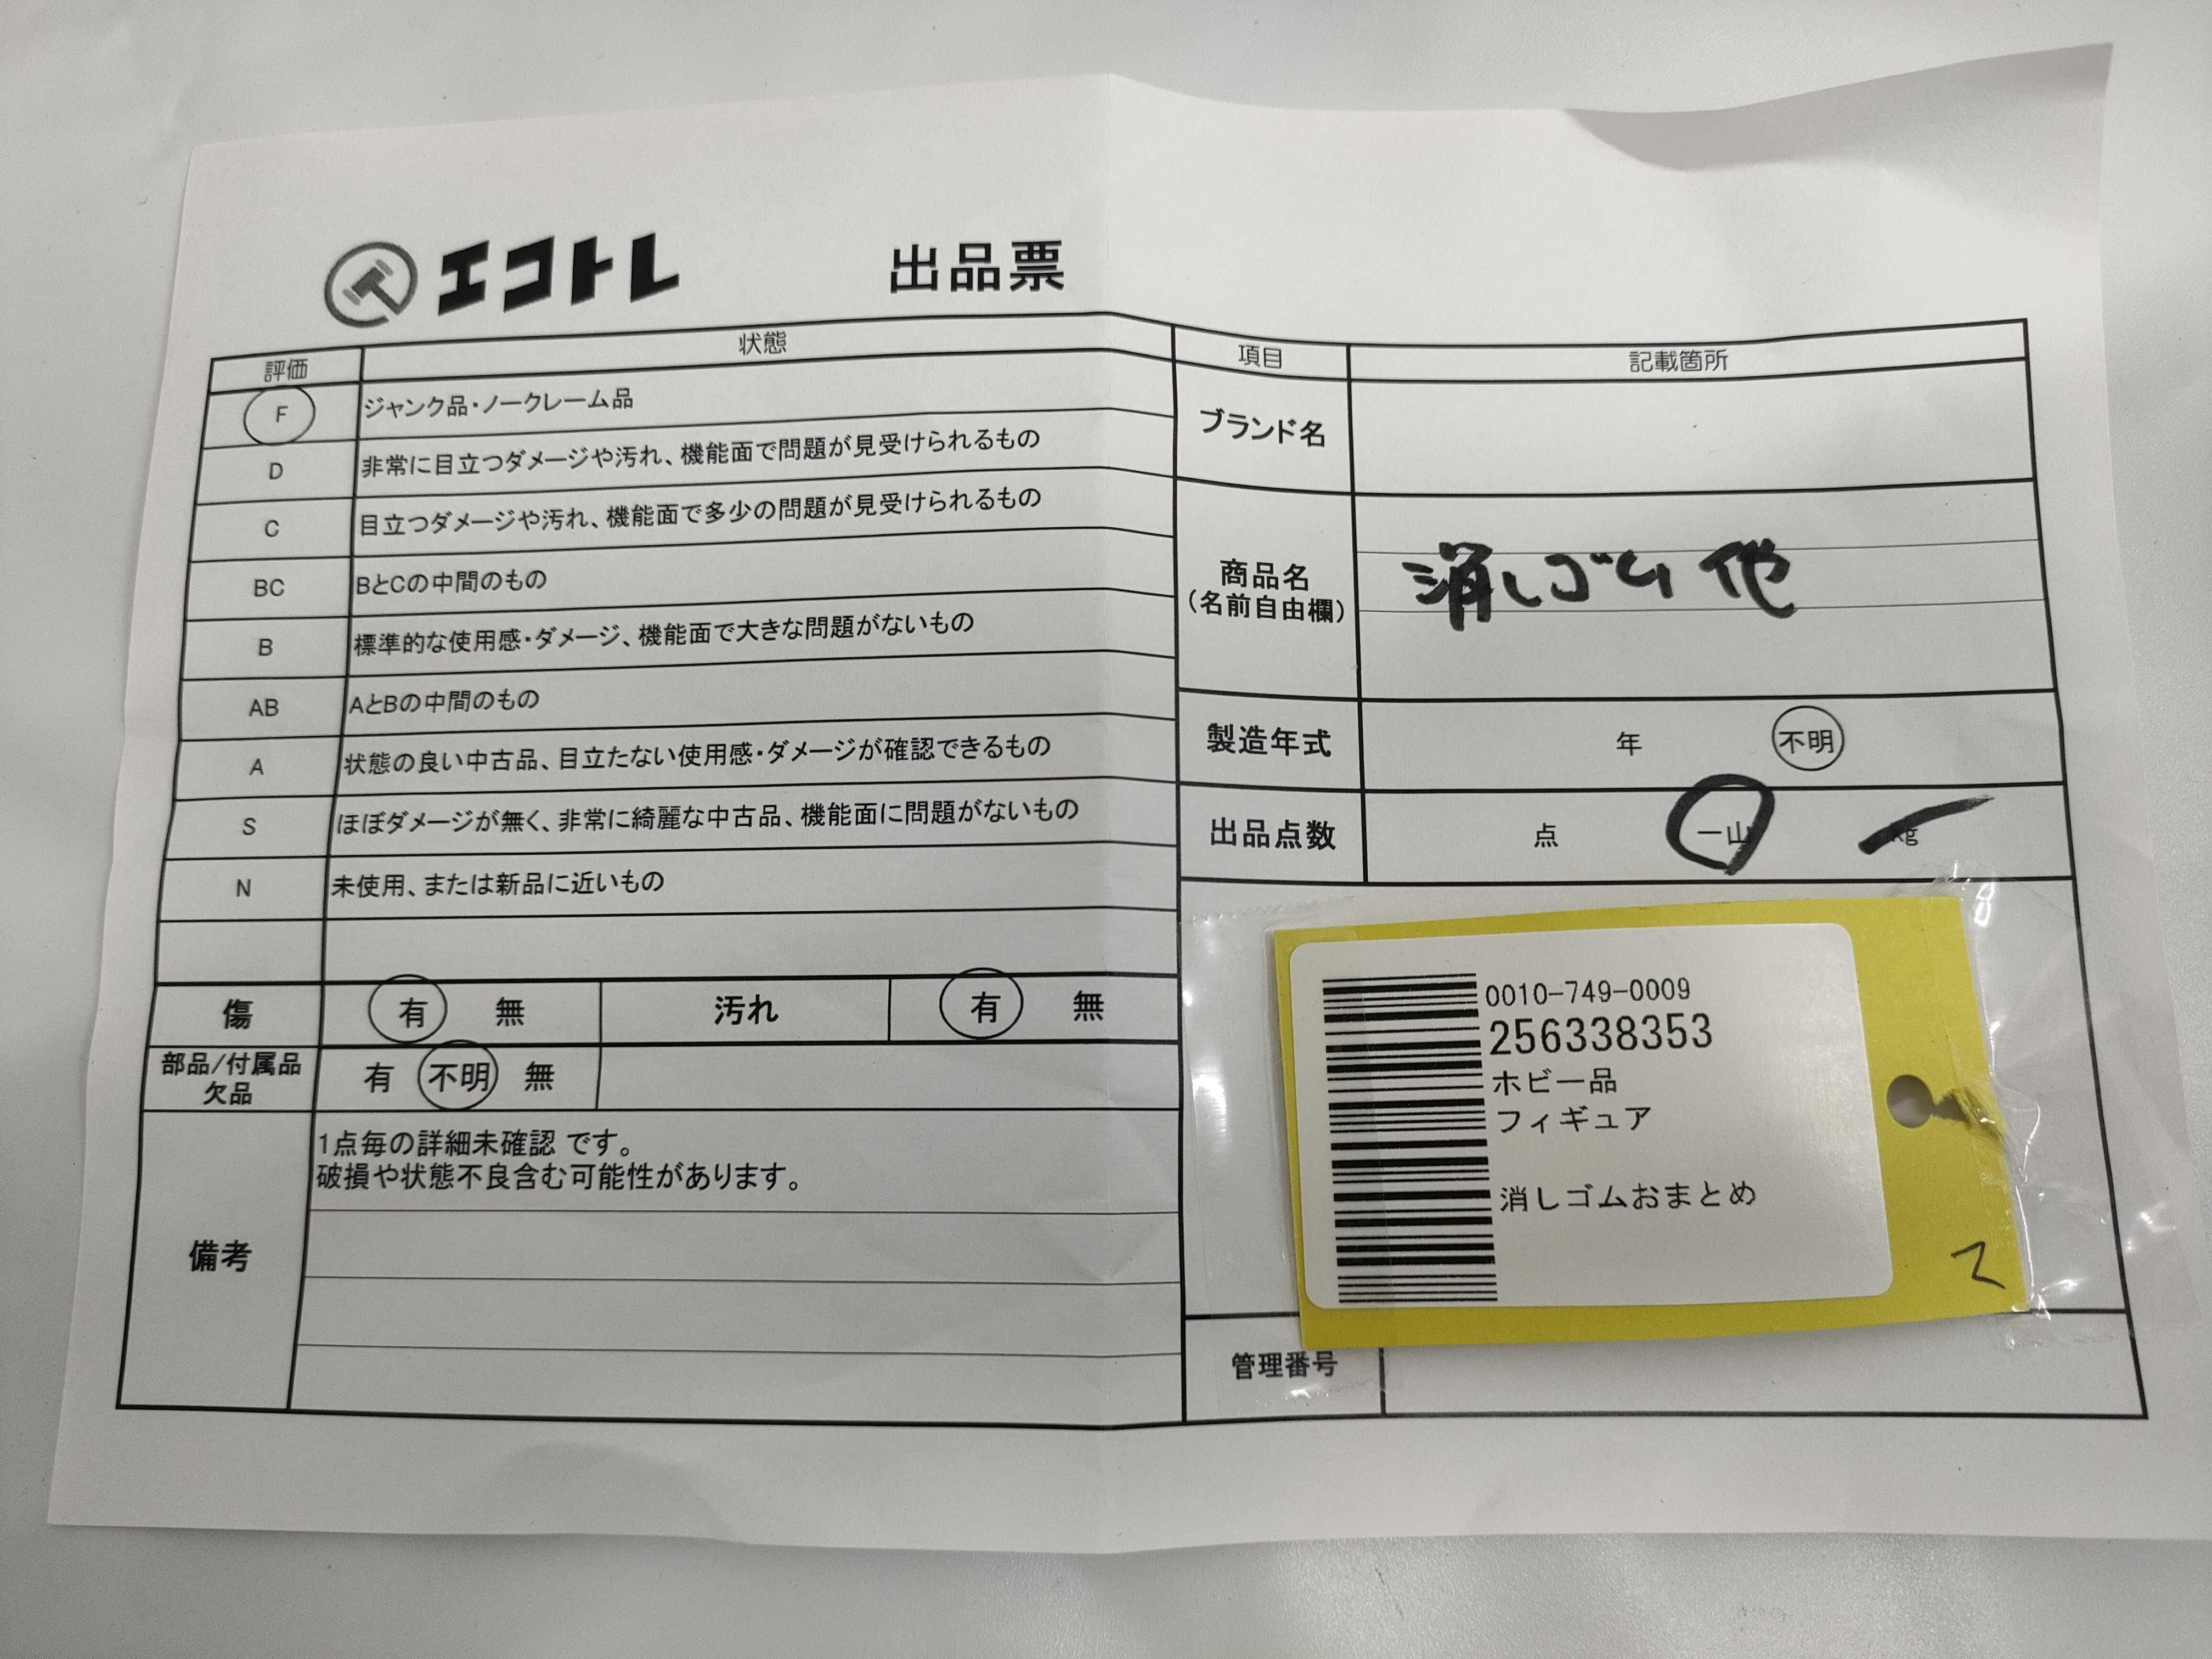 エコトレ 出品票
評価 状態
F ジャンク品・ノークレーム品
D 非常に目立つダメージや汚れ、機能面で問題が見受けられるもの
C 目立つダメージや汚れ、機能面で多少の問題が見受けられるもの
BC BとCの中間のもの
B 標準的な使用感・ダメージ、機能面で大きな問題がないもの
AB AとBの中間のもの
A 状態の良い中古品、目立たない使用感・ダメージが確認できるもの
S ほぼダメージが無く、非常に綺麗な中古品、機能面に問題がないもの
N 未使用、または新品に近いもの
傷 有 無 汚れ 有 無
部品/付属品
欠品 有 不明 無
備考
1点毎の詳細未確認 です。
破損や状態不良含む可能性があります。
項目 記載箇所
ブランド名
商品名
(名前自由欄)
消しゴム 他
製造年式 年 不明
出品点数 点 一山 kg
0010-749-0009
256338353
ホビー品
フィギュア
消しゴムおまとめ
管理番号